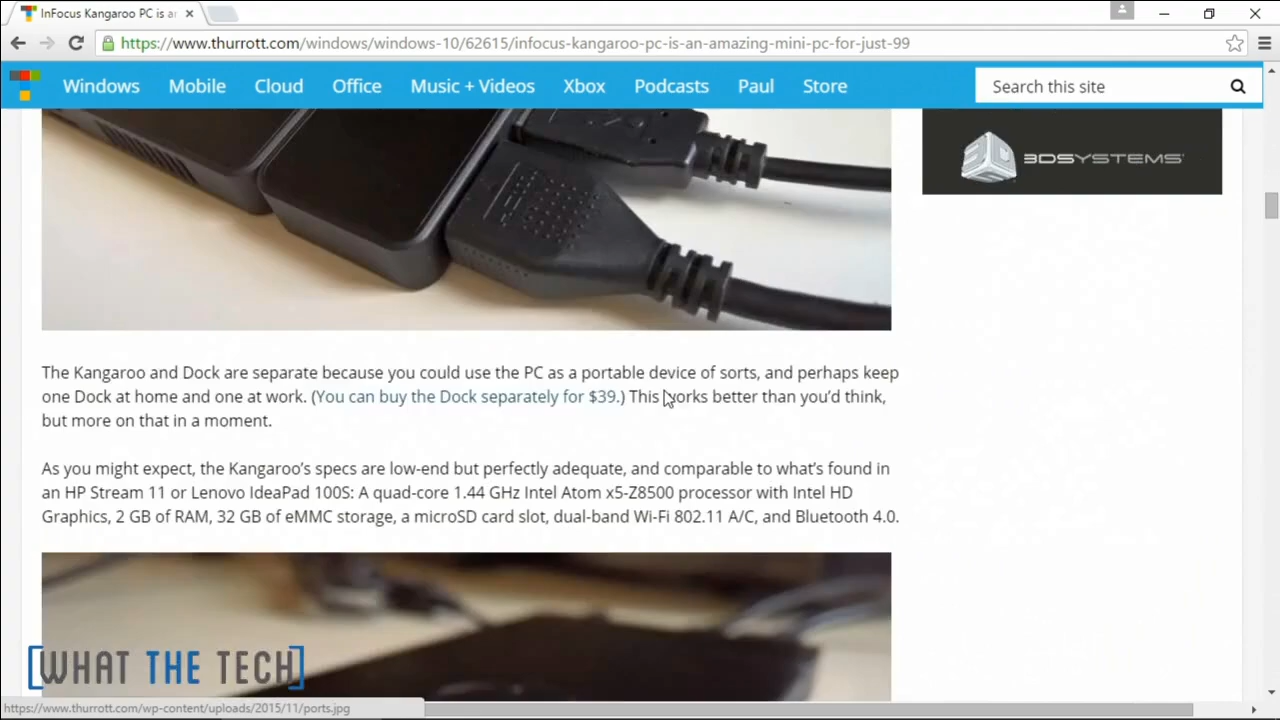 InFocus Kangaroo PC is an
https://www.thurrott.com/windows/windows-10/62615/infocus-kangaroo-pc-is-an-amazing-mini-pc-for-just-99
Windows Mobile Cloud Office Music + Videos Xbox Podcasts Paul Store Search this site
3DSYSTEMS
The Kangaroo and Dock are separate because you could use the PC as a portable device of sorts, and perhaps keep
one Dock at home and one at work. (You can buy the Dock separately for $39.) This works better than you’d think,
but more on that in a moment.
As you might expect, the Kangaroo’s specs are low-end but perfectly adequate, and comparable to what’s found in
an HP Stream 11 or Lenovo IdeaPad 100S: A quad-core 1.44 GHz Intel Atom x5-Z8500 processor with Intel HD
Graphics, 2 GB of RAM, 32 GB of eMMC storage, a microSD card slot, dual-band Wi-Fi 802.11 A/C, and Bluetooth 4.0.
[WHAT THE TECH]
https://www.thurrott.com/wp-content/uploads/2015/11/ports.jpg